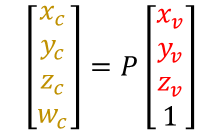 x_c x_v
y_c y_v
z_c = P z_v
w_c 1